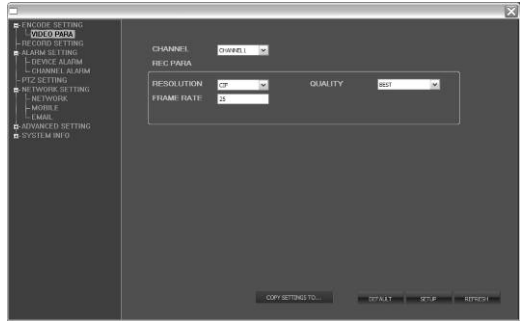 ENCODE SETTING
VIDEO PARA
RECORD SETTING
ALARM SETTING
DEVICE ALARM
CHANNEL ALARM
PTZ SETTING
NETWORK SETTING
NETWORK
MOBILE
EMAIL
ADVANCED SETTING
SYSTEM INFO
CHANNEL CHANNEL1
REC PARA
RESOLUTION CIF QUALITY BEST
FRAME RATE 25
COPY SETTINGS TO... DEFAULT SETUP REFRESH